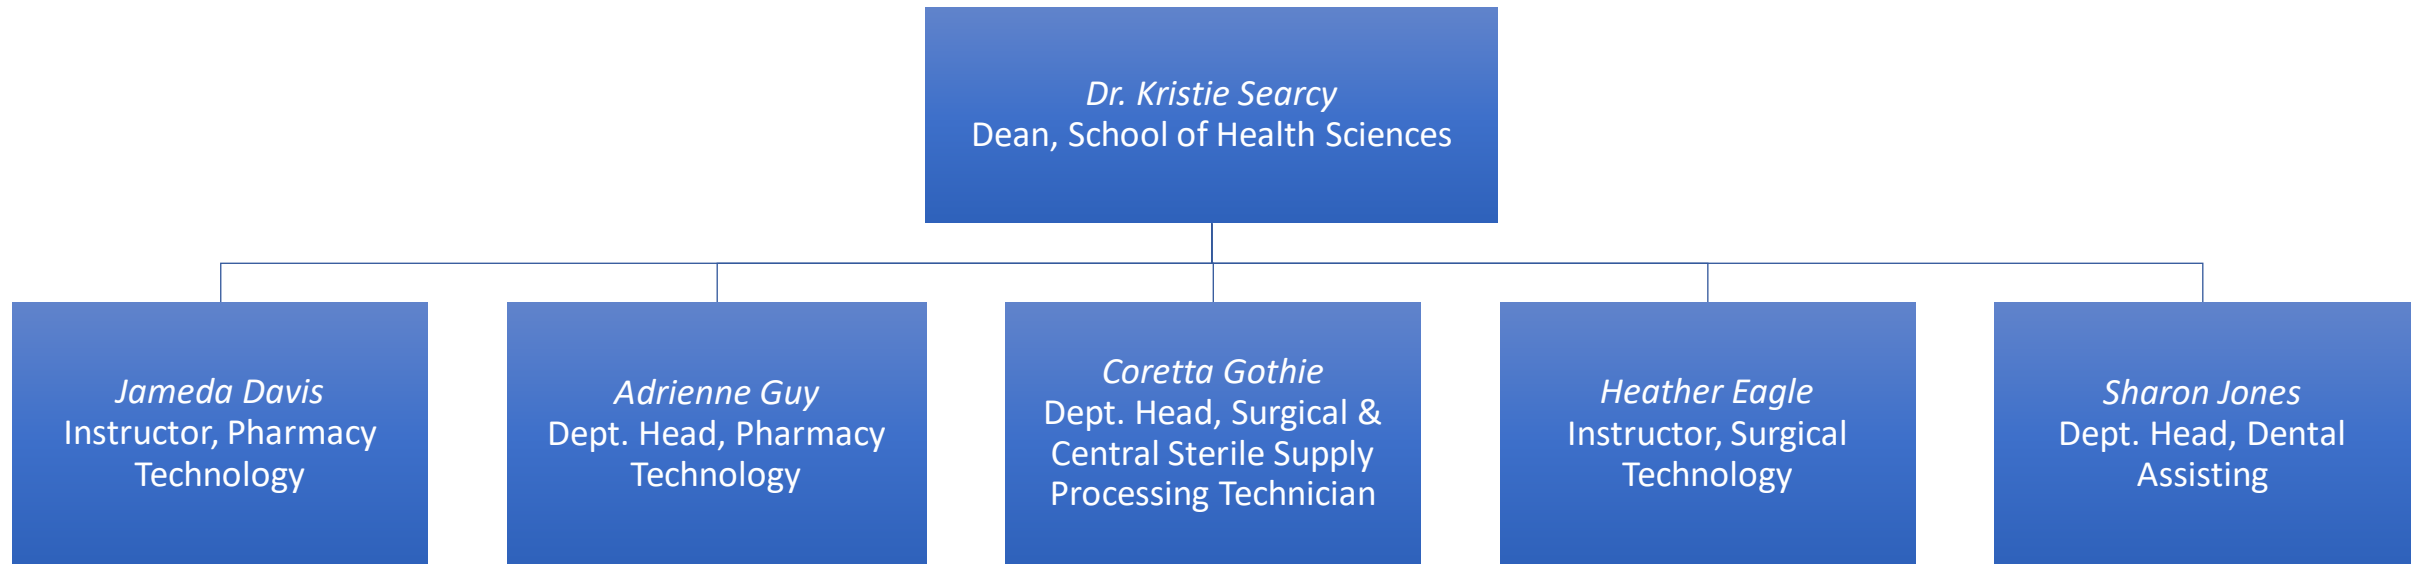 Dr. Kristie Searcy
Dean, School of Health Sciences
Jameda Davis
Instructor, Pharmacy
Technology
Adrienne Guy
Dept. Head, Pharmacy
Technology
Coretta Gothie
Dept. Head, Surgical &
Central Sterile Supply
Processing Technician
Heather Eagle
Instructor, Surgical
Technology
Sharon Jones
Dept. Head, Dental
Assisting